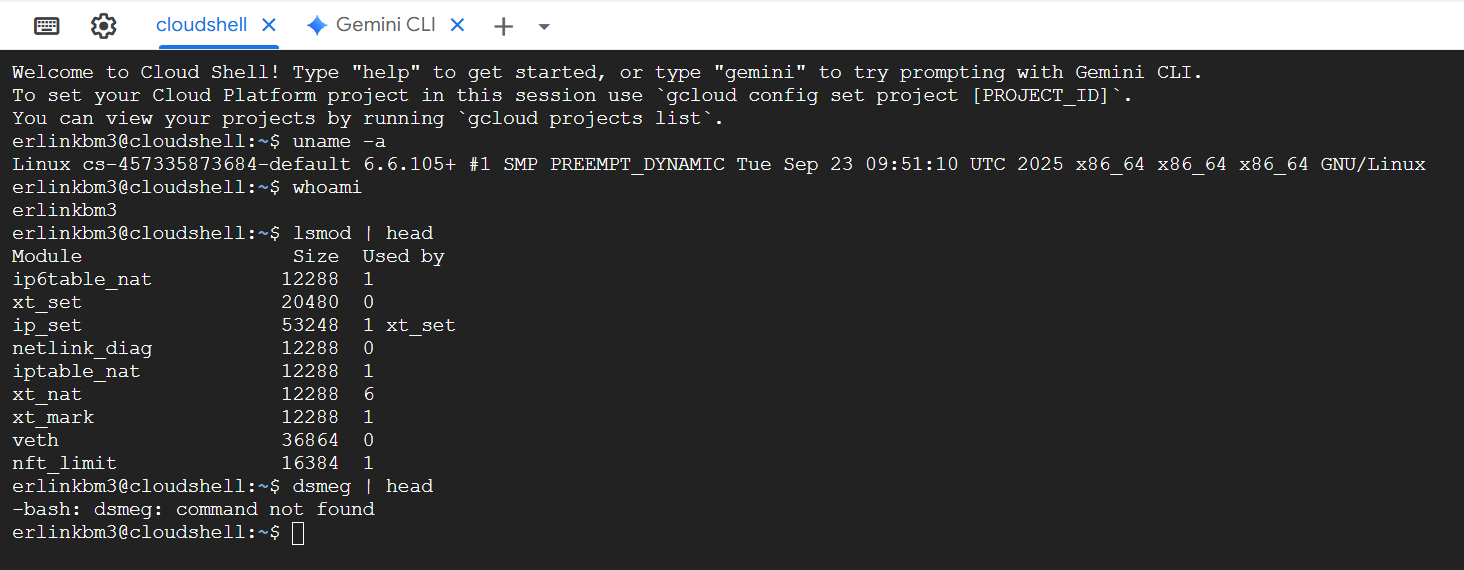 cloudshell Gemini CLI
Welcome to Cloud Shell! Type "help" to get started, or type "gemini" to try prompting with Gemini CLI.
To set your Cloud Platform project in this session use `gcloud config set project [PROJECT_ID]`.
You can view your projects by running `gcloud projects list`.
erlinkbm3@cloudshell:~$ uname -a
Linux cs-457335873684-default 6.6.105+ #1 SMP PREEMPT_DYNAMIC Tue Sep 23 09:51:10 UTC 2025 x86_64 x86_64 x86_64 GNU/Linux
erlinkbm3@cloudshell:~$ whoami
erlinkbm3
erlinkbm3@cloudshell:~$ lsmod | head
Module                  Size  Used by
ip6table_nat           12288  1
xt_set                 20480  0
ip_set                 53248  1 xt_set
netlink_diag           12288  0
iptable_nat            12288  1
xt_nat                 12288  6
xt_mark                12288  1
veth                   36864  0
nft_limit              16384  1
erlinkbm3@cloudshell:~$ dsmeg | head
-bash: dsmeg: command not found
erlinkbm3@cloudshell:~$